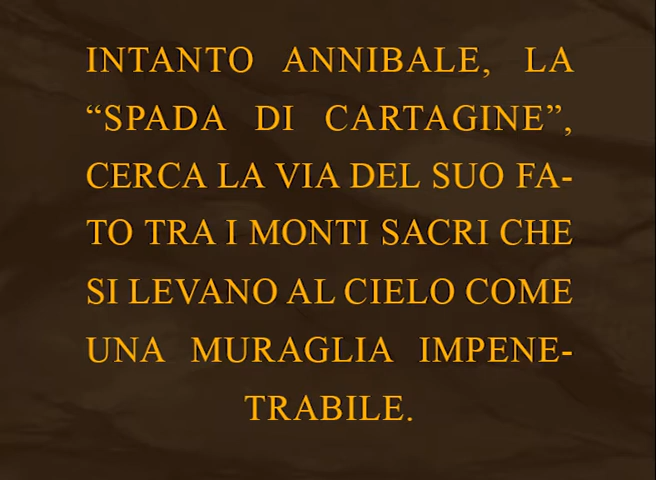 INTANTO ANNIBALE, LA
“SPADA DI CARTAGINE”,
CERCA LA VIA DEL SUO FA-
TO TRA I MONTI SACRI CHE
SI LEVANO AL CIELO COME
UNA MURAGLIA IMPENE-
TRABILE.